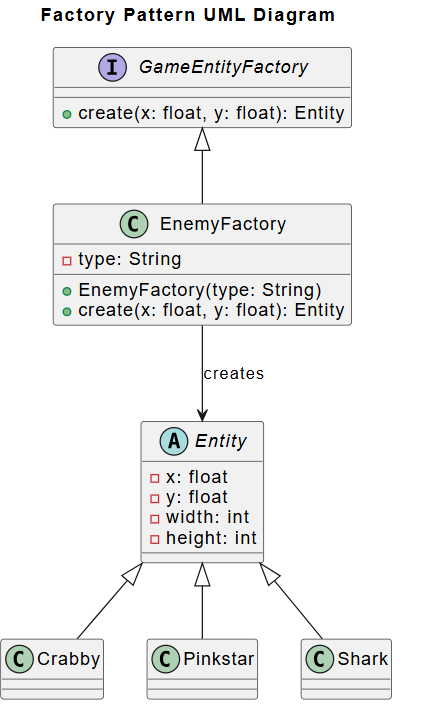 Factory Pattern UML Diagram
I GameEntityFactory
create(x: float, y: float): Entity
C EnemyFactory
type: String
EnemyFactory(type: String)
create(x: float, y: float): Entity
creates
A Entity
x: float
y: float
width: int
height: int
C Crabby
C Pinkstar
C Shark